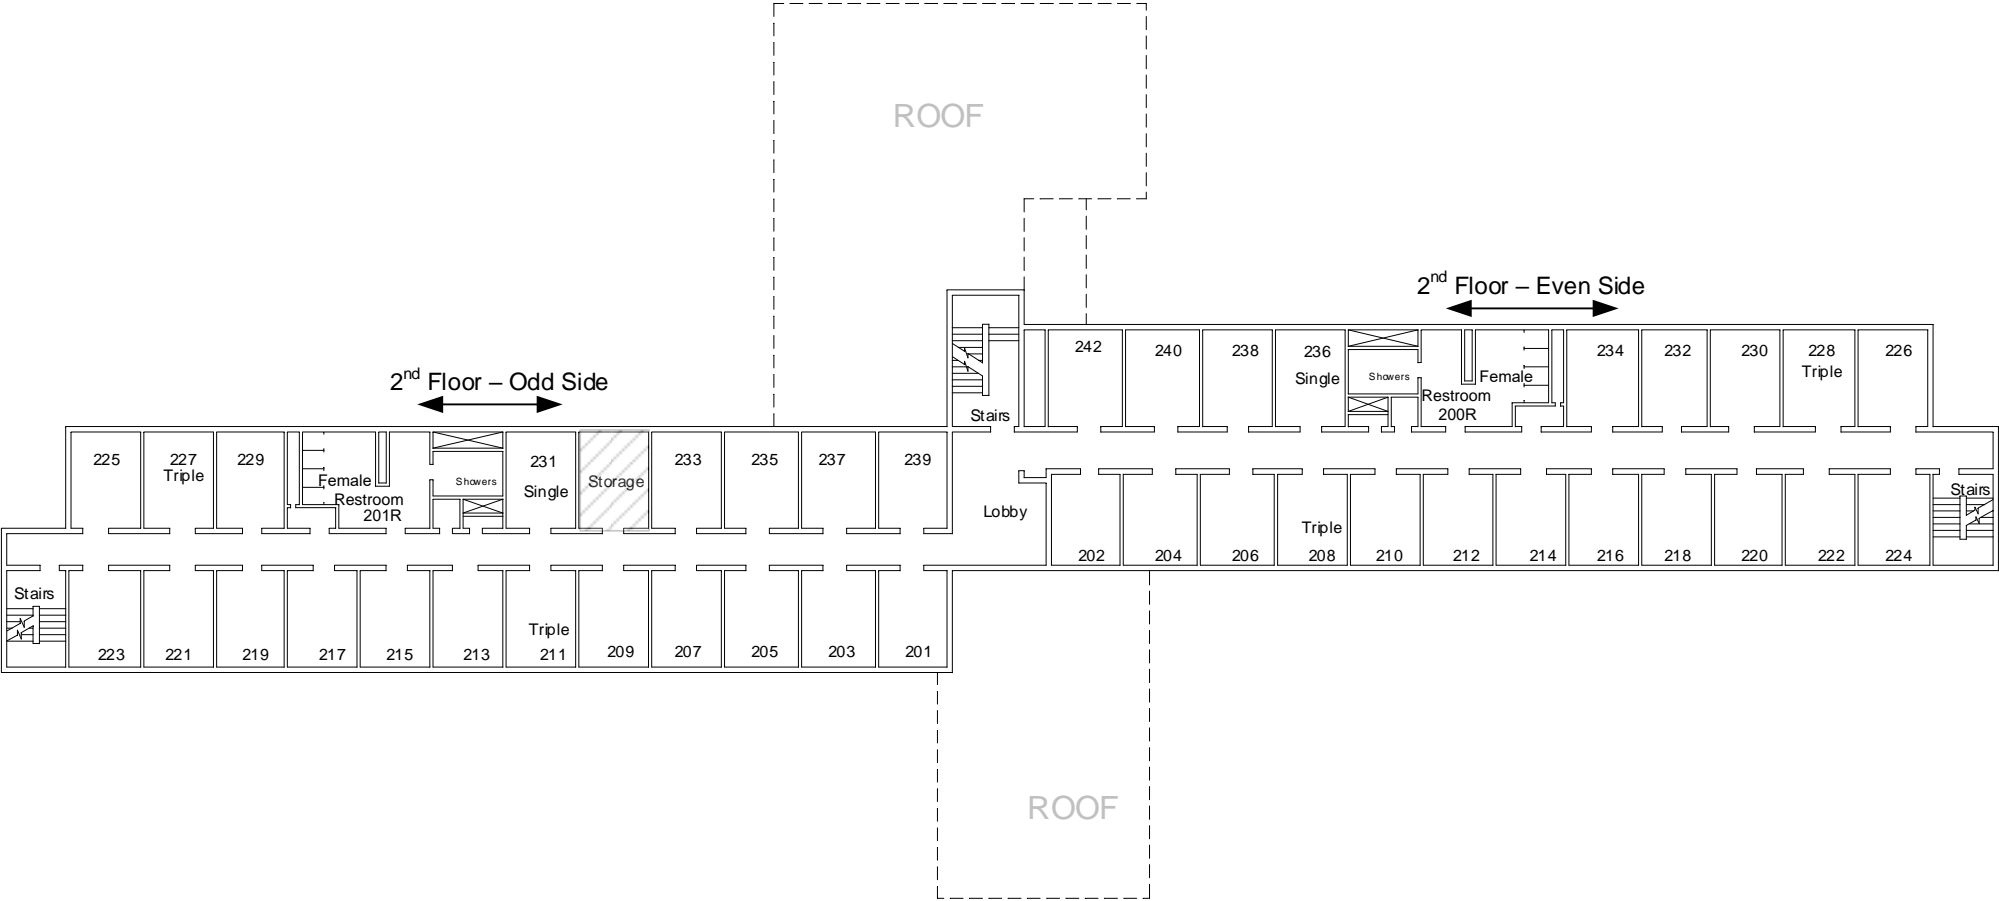 ROOF
2nd Floor – Even Side
2nd Floor – Odd Side
242
240
238
236
Single
Showers
Female
Restroom
200R
234
232
230
228
Triple
226
Stairs
225
227
Triple
229
Female
Restroom
201R
Showers
231
Single
Storage
233
235
237
239
Lobby
Stairs
202
204
206
Triple
208
210
212
214
216
218
220
222
224
Stairs
223
221
219
217
215
213
Triple
211
209
207
205
203
201
ROOF